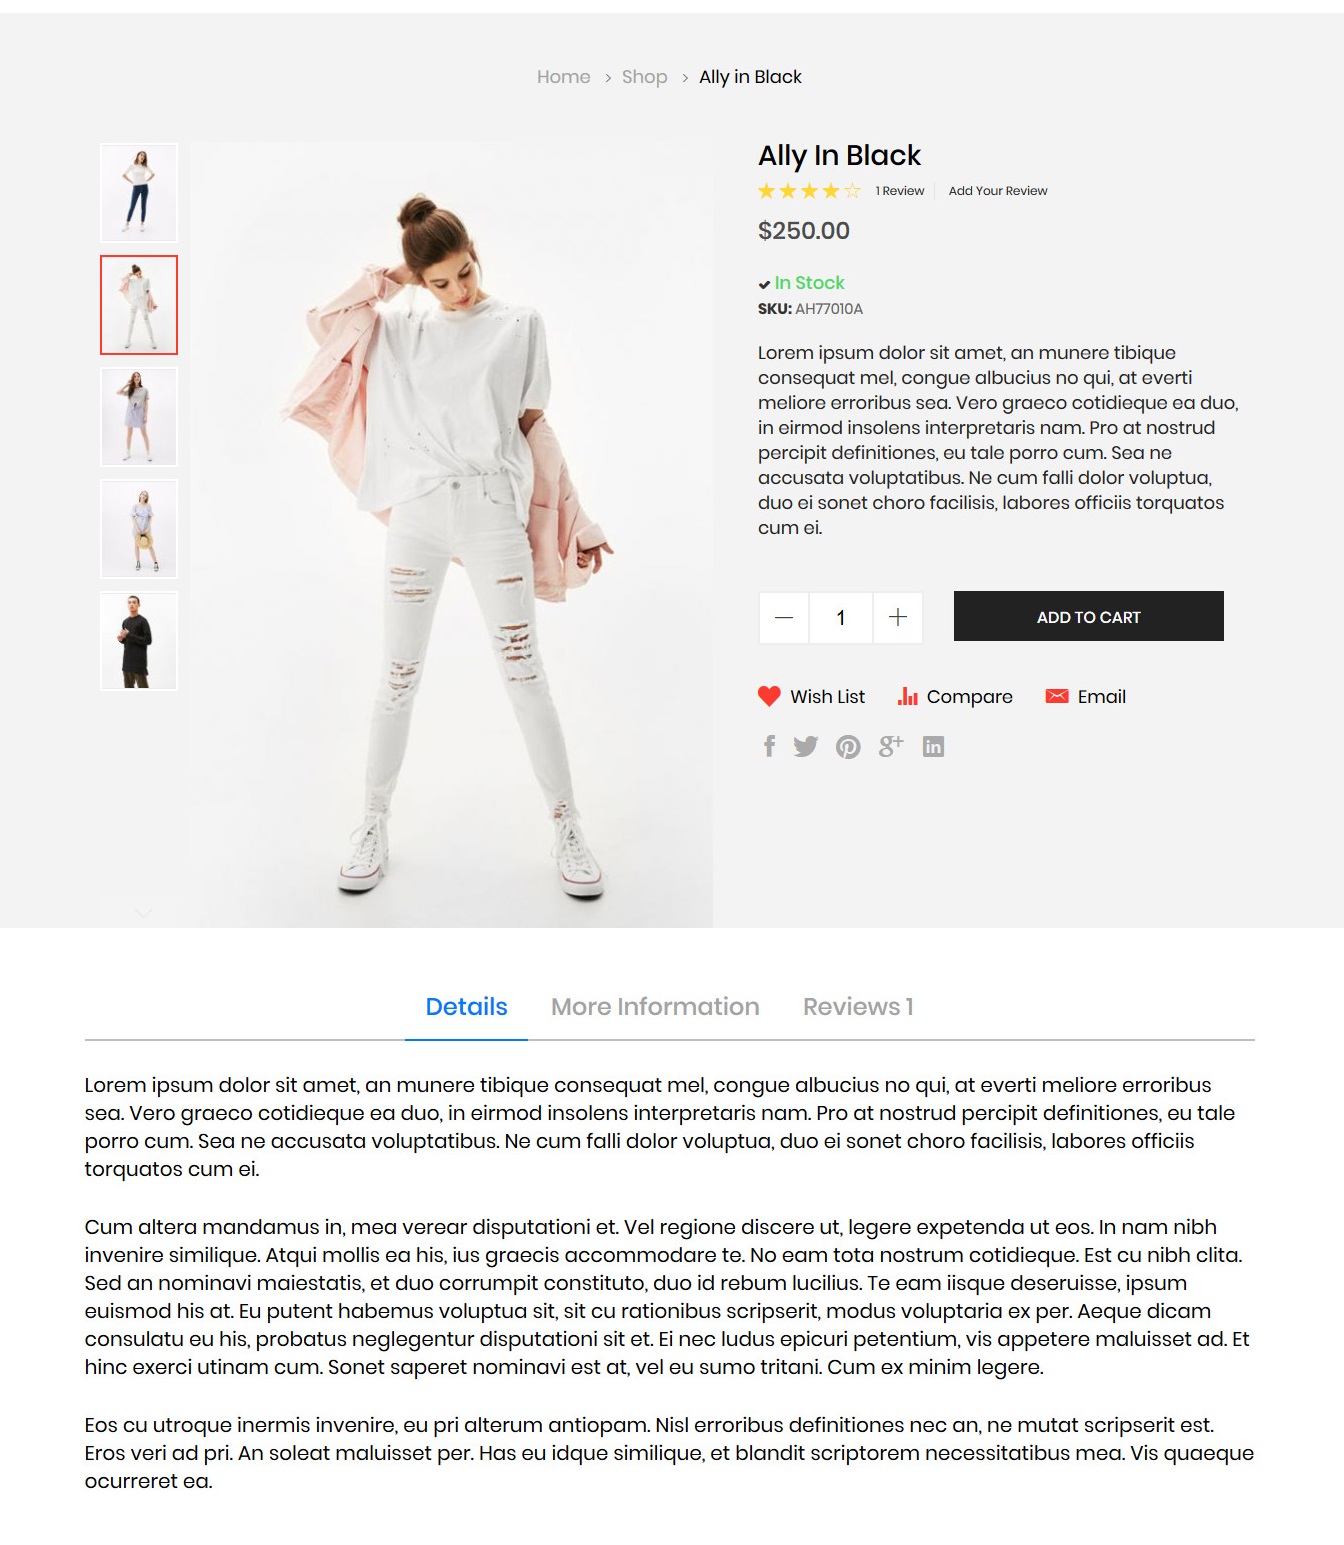 Home > Shop > Ally in Black
Ally In Black
1 Review Add Your Review
$250.00
In Stock
SKU: AH77010A
Lorem ipsum dolor sit amet, an munere tibique
consequat mel, congue albucius no qui, at everti
meliore erroribus sea. Vero graeco cotidieque ea duo,
in eirmod insolens interpretaris nam. Pro at nostrud
percipit definitiones, eu tale porro cum. Sea ne
accusata voluptatibus. Ne cum falli dolor voluptua,
duo ei sonet choro facilisis, labores officiis torquatos
cum ei.
1
ADD TO CART
Wish List Compare Email
Details More Information Reviews 1
Lorem ipsum dolor sit amet, an munere tibique consequat mel, congue albucius no qui, at everti meliore erroribus
sea. Vero graeco cotidieque ea duo, in eirmod insolens interpretaris nam. Pro at nostrud percipit definitiones, eu tale
porro cum. Sea ne accusata voluptatibus. Ne cum falli dolor voluptua, duo ei sonet choro facilisis, labores officiis
torquatos cum ei.
Cum altera mandamus in, mea verear disputationi et. Vel regione discere ut, legere expetenda ut eos. In nam nibh
invenire similique. Atqui mollis ea his, ius graecis accommodare te. No eam tota nostrum cotidieque. Est cu nibh clita.
Sed an nominavi maiestatis, et duo corrumpit constituto, duo id rebum lucilius. Te eam iisque deseruisse, ipsum
euismod his at. Eu putent habemus voluptua sit, sit cu rationibus scripserit, modus voluptaria ex per. Aeque dicam
consulatu eu his, probatus neglegentur disputationi sit et. Ei nec ludus epicuri petentium, vis appetere maluisset ad. Et
hinc exerci utinam cum. Sonet saperet nominavi est at, vel eu sumo tritani. Cum ex minim legere.
Eos cu utroque inermis invenire, eu pri alterum antiopam. Nisl erroribus definitiones nec an, ne mutat scripserit est.
Eros veri ad pri. An soleat maluisset per. Has eu idque similique, et blandit scriptorem necessitatibus mea. Vis quaeque
ocurreret ea.